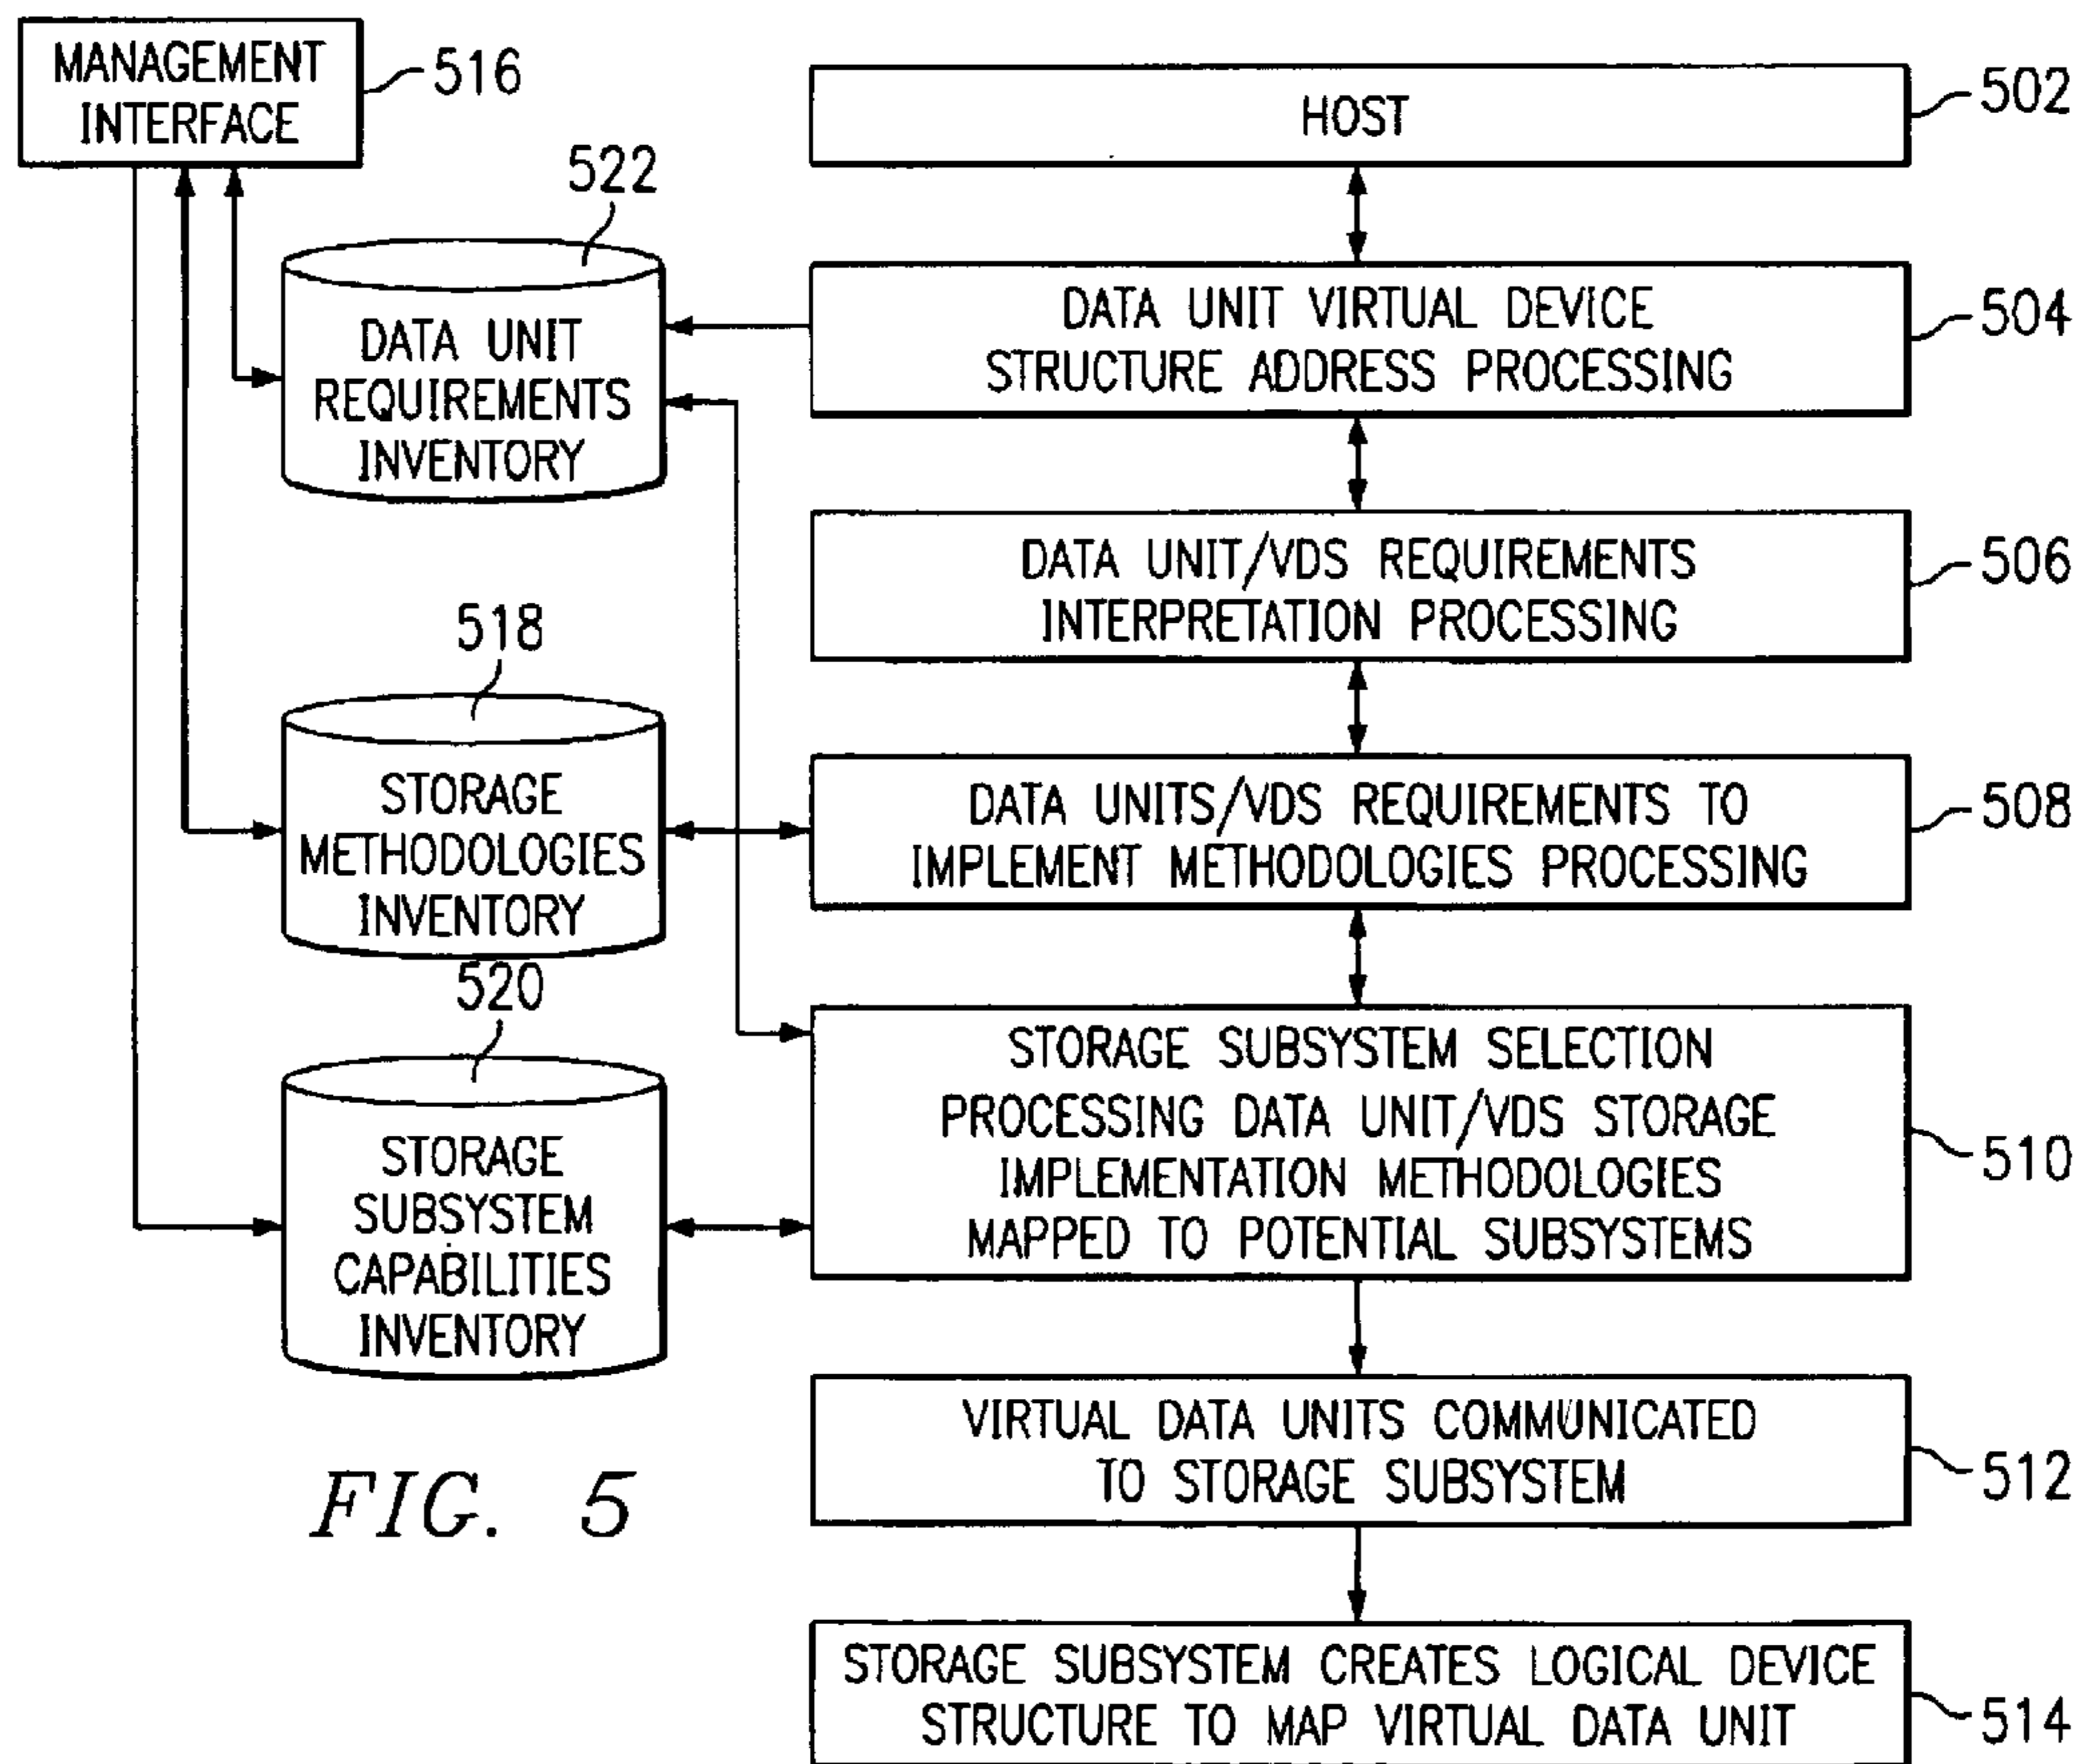 MANAGEMENT
INTERFACE
516
HOST
502
522
DATA UNIT
REQUIREMENTS
INVENTORY
DATA UNIT VIRTUAL DEVICE
STRUCTURE ADDRESS PROCESSING
504
DATA UNIT/VDS REQUIREMENTS
INTERPRETATION PROCESSING
506
518
STORAGE
METHODOLOGIES
INVENTORY
DATA UNITS/VDS REQUIREMENTS TO
IMPLEMENT METHODOLOGIES PROCESSING
508
520
STORAGE
SUBSYSTEM
CAPABILITIES
INVENTORY
STORAGE SUBSYSTEM SELECTION
PROCESSING DATA UNIT/VDS STORAGE
IMPLEMENTATION METHODOLOGIES
MAPPED TO POTENTIAL SUBSYSTEMS
510
VIRTUAL DATA UNITS COMMUNICATED
TO STORAGE SUBSYSTEM
512
FIG. 5
STORAGE SUBSYSTEM CREATES LOGICAL DEVICE
STRUCTURE TO MAP VIRTUAL DATA UNIT
514